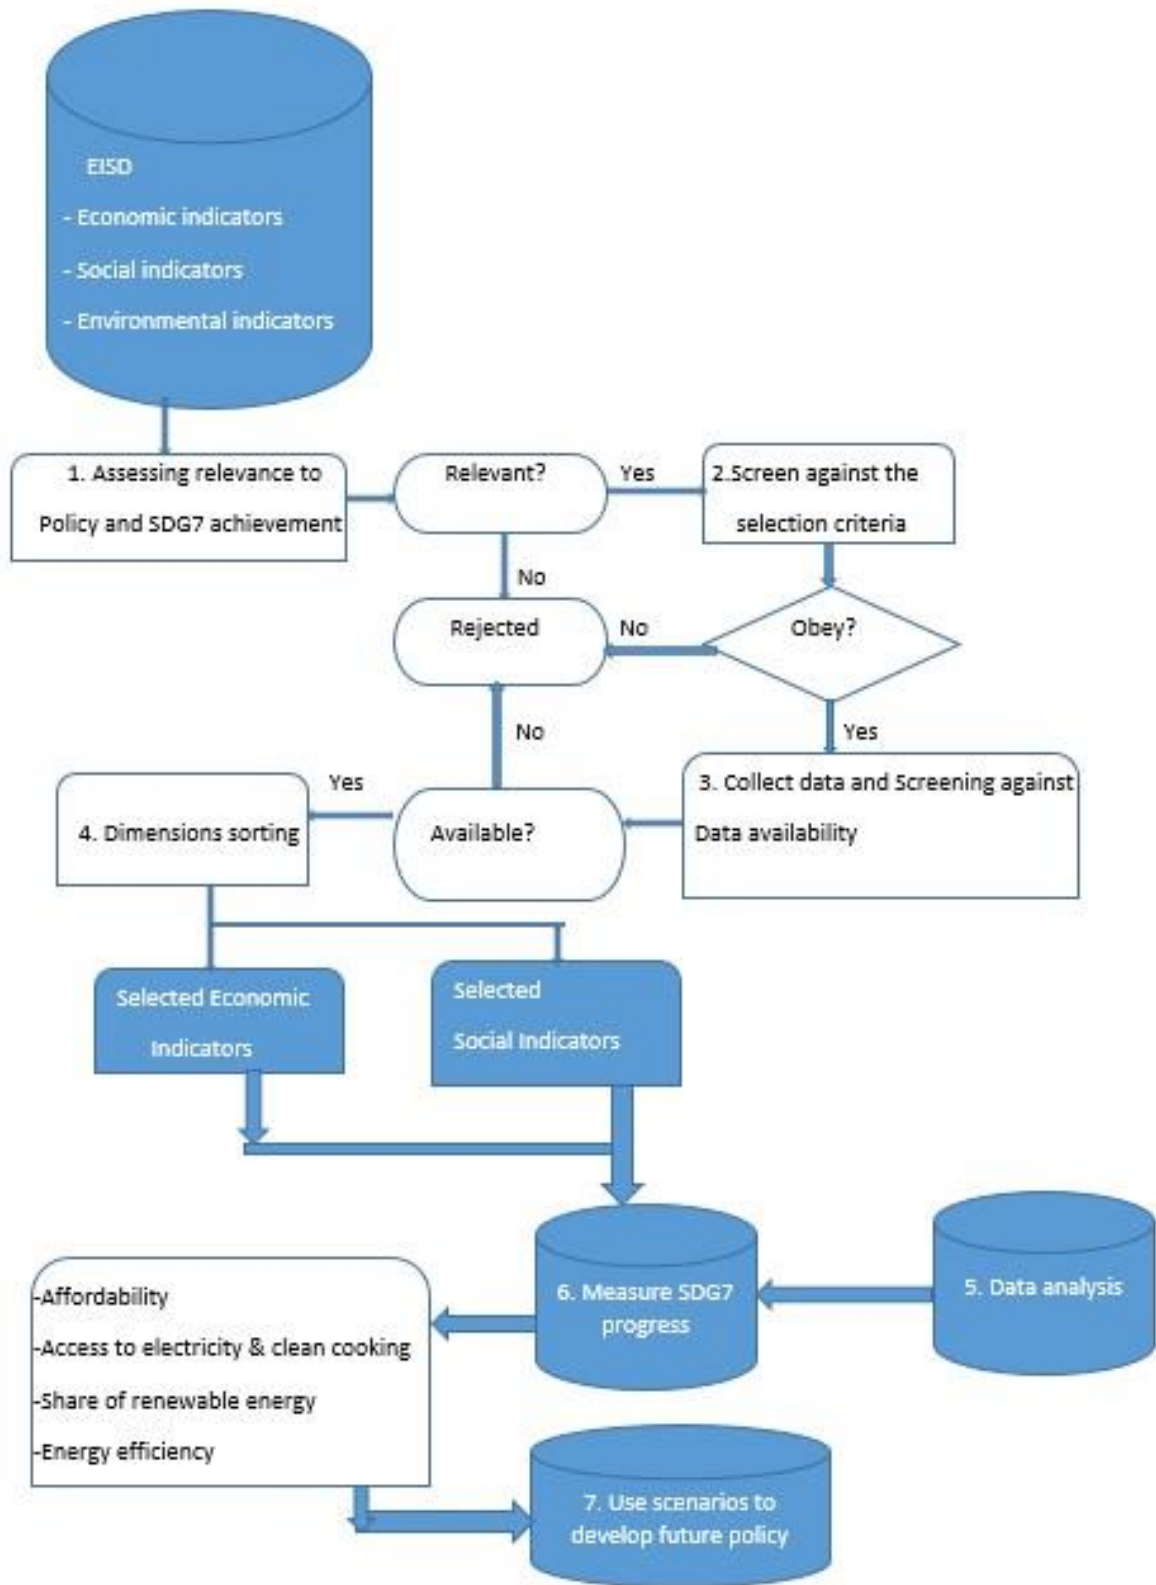 EISD
- Economic indicators
- Social indicators
- Environmental indicators
1. Assessing relevance to
Policy and SDG7 achievement
Relevant?
Yes
2.Screen against the
selection criteria
No
Rejected
No
Obey?
No
Yes
Yes
3. Collect data and Screening against
Data availability
Available?
4. Dimensions sorting
Selected Economic
Indicators
Selected
Social Indicators
5. Data analysis
6. Measure SDG7
progress
-Affordability
-Access to electricity & clean cooking
-Share of renewable energy
-Energy efficiency
7. Use scenarios to
develop future policy